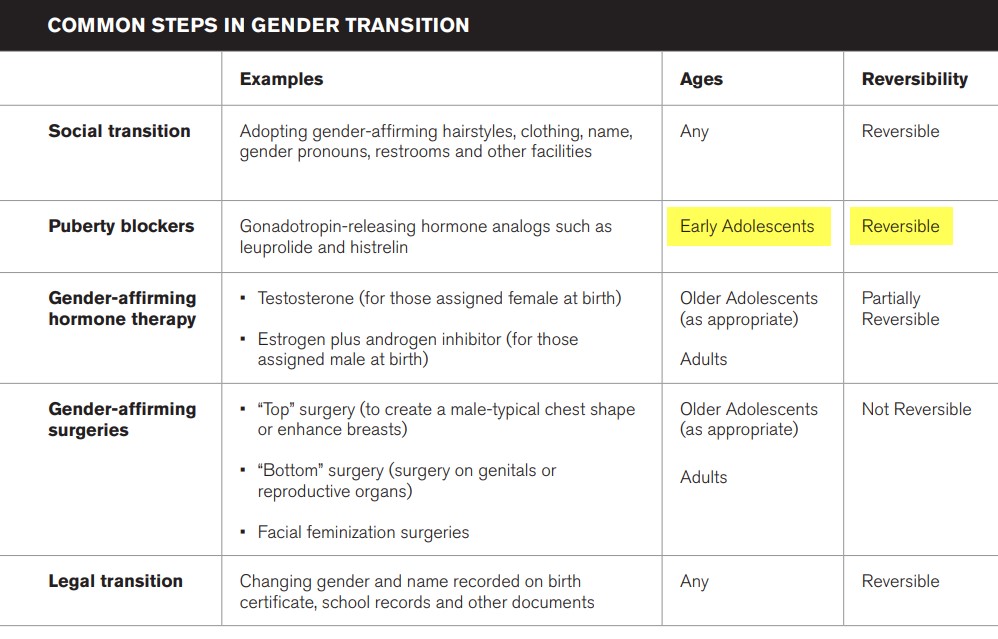 COMMON STEPS IN GENDER TRANSITION
Examples
Ages
Reversibility
Social transition
Adopting gender-affirming hairstyles, clothing, name,
gender pronouns, restrooms and other facilities
Any
Reversible
Puberty blockers
Gonadotropin-releasing hormone analogs such as
leuprolide and histrelin
Early Adolescents
Reversible
Gender-affirming
hormone therapy
▪ Testosterone (for those assigned female at birth)
▪ Estrogen plus androgen inhibitor (for those
assigned male at birth)
Older Adolescents
(as appropriate)
Adults
Partially
Reversible
Gender-affirming
surgeries
▪ “Top” surgery (to create a male-typical chest shape
or enhance breasts)
▪ “Bottom” surgery (surgery on genitals or
reproductive organs)
▪ Facial feminization surgeries
Older Adolescents
(as appropriate)
Adults
Not Reversible
Legal transition
Changing gender and name recorded on birth
certificate, school records and other documents
Any
Reversible